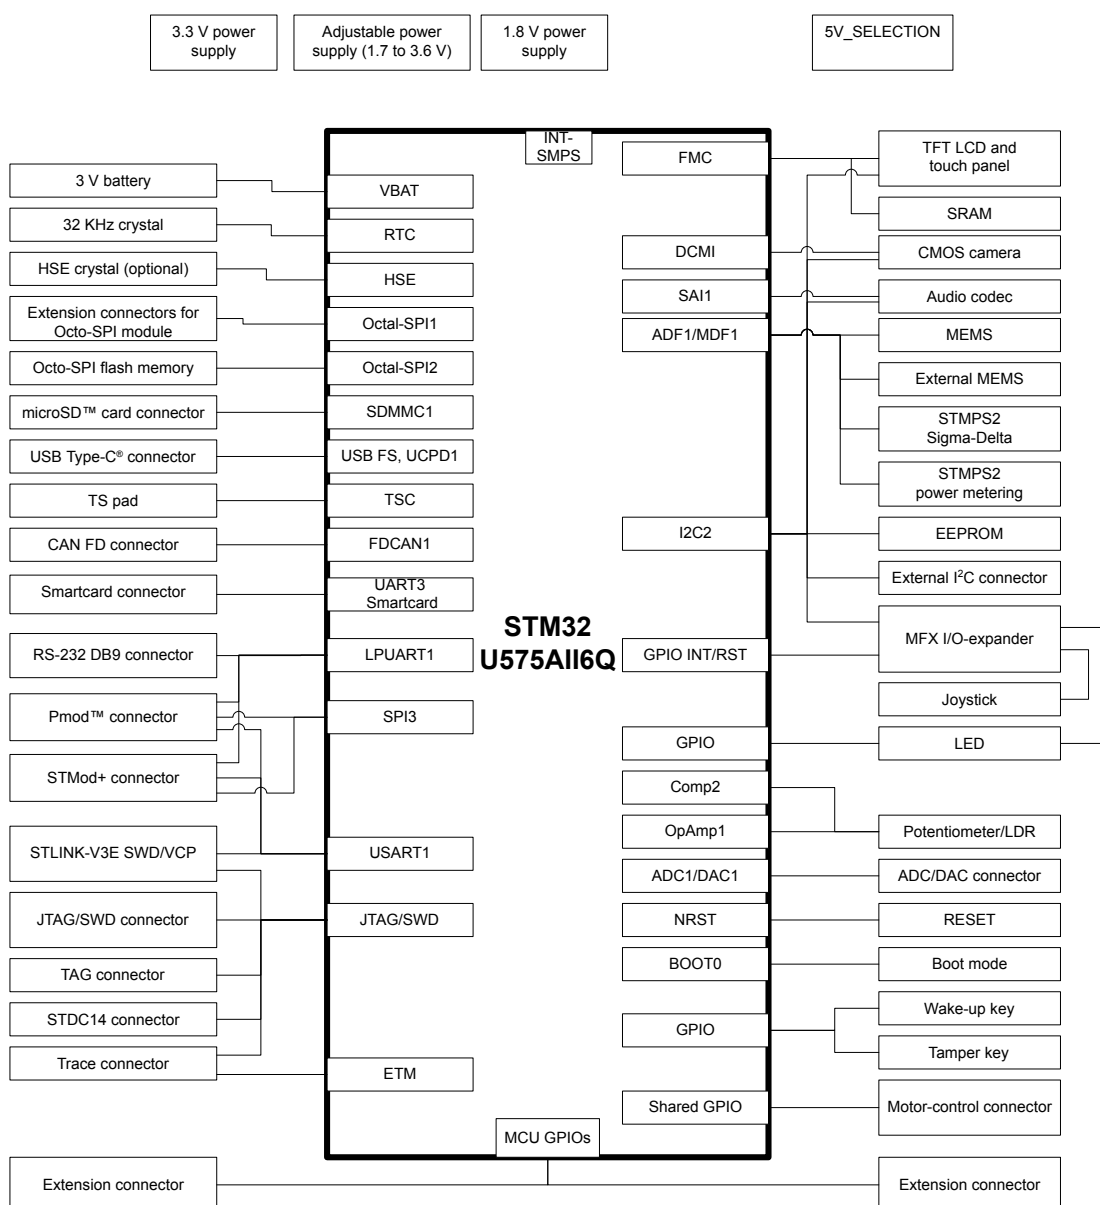 3.3 V power
supply
Adjustable power
supply (1.7 to 3.6 V)
1.8 V power
supply
5V_SELECTION
INT-
SMPS
3 V battery
32 KHz crystal
HSE crystal (optional)
Extension connectors for
Octo-SPI module
Octo-SPI flash memory
microSD™ card connector
USB Type-C® connector
TS pad
CAN FD connector
Smartcard connector
RS-232 DB9 connector
Pmod™ connector
STMod+ connector
STLINK-V3E SWD/VCP
JTAG/SWD connector
TAG connector
STDC14 connector
Trace connector
Extension connector
VBAT
RTC
HSE
Octal-SPI1
Octal-SPI2
SDMMC1
USB FS, UCPD1
TSC
FDCAN1
UART3
Smartcard
LPUART1
SPI3
USART1
JTAG/SWD
ETM
STM32
U575AII6Q
MCU GPIOs
FMC
DCMI
SAI1
ADF1/MDF1
I2C2
GPIO INT/RST
GPIO
Comp2
OpAmp1
ADC1/DAC1
NRST
BOOT0
GPIO
Shared GPIO
TFT LCD and
touch panel
SRAM
CMOS camera
Audio codec
MEMS
External MEMS
STMPS2
Sigma-Delta
STMPS2
power metering
EEPROM
External I²C connector
MFX I/O-expander
Joystick
LED
Potentiometer/LDR
ADC/DAC connector
RESET
Boot mode
Wake-up key
Tamper key
Motor-control connector
Extension connector